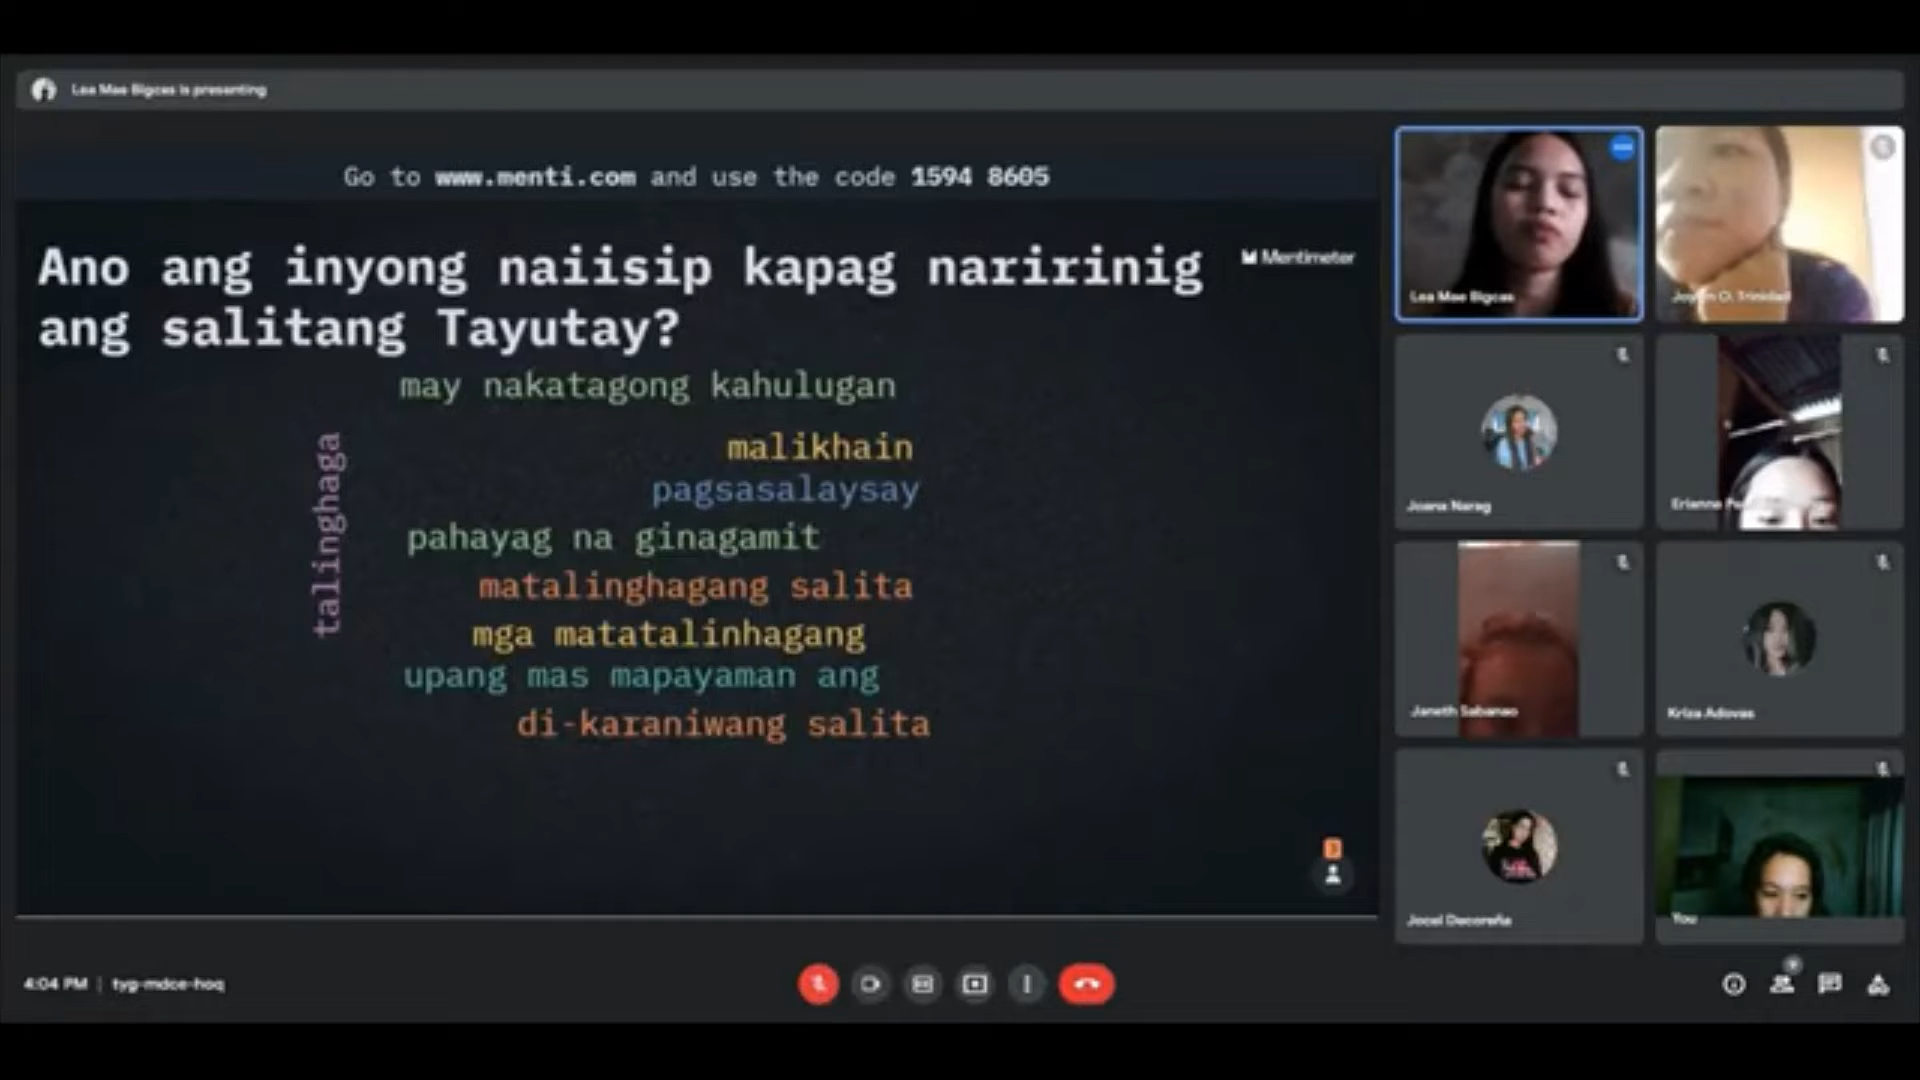 Lea Mae Bigcas is presenting
Go to www.menti.com and use the code 1594 8605
Ano ang inyong naiisip kapag naririnig
ang salitang Tayutay?
Mentimeter
may nakatagong kahulugan
malikhain
talinghaga
pagsasalaysay
pahayag na ginagamit
matalinghagang salita
mga matatalinhagang
upang mas mapayaman ang
di-karaniwang salita
Lea Mae Bigcas
O. Trinidad
Joana Narag
Erianne
Janeth Sabanao
Kriza Adovas
Jocel Decoreña
You
4:04 PM | tyg-mdce-hoq